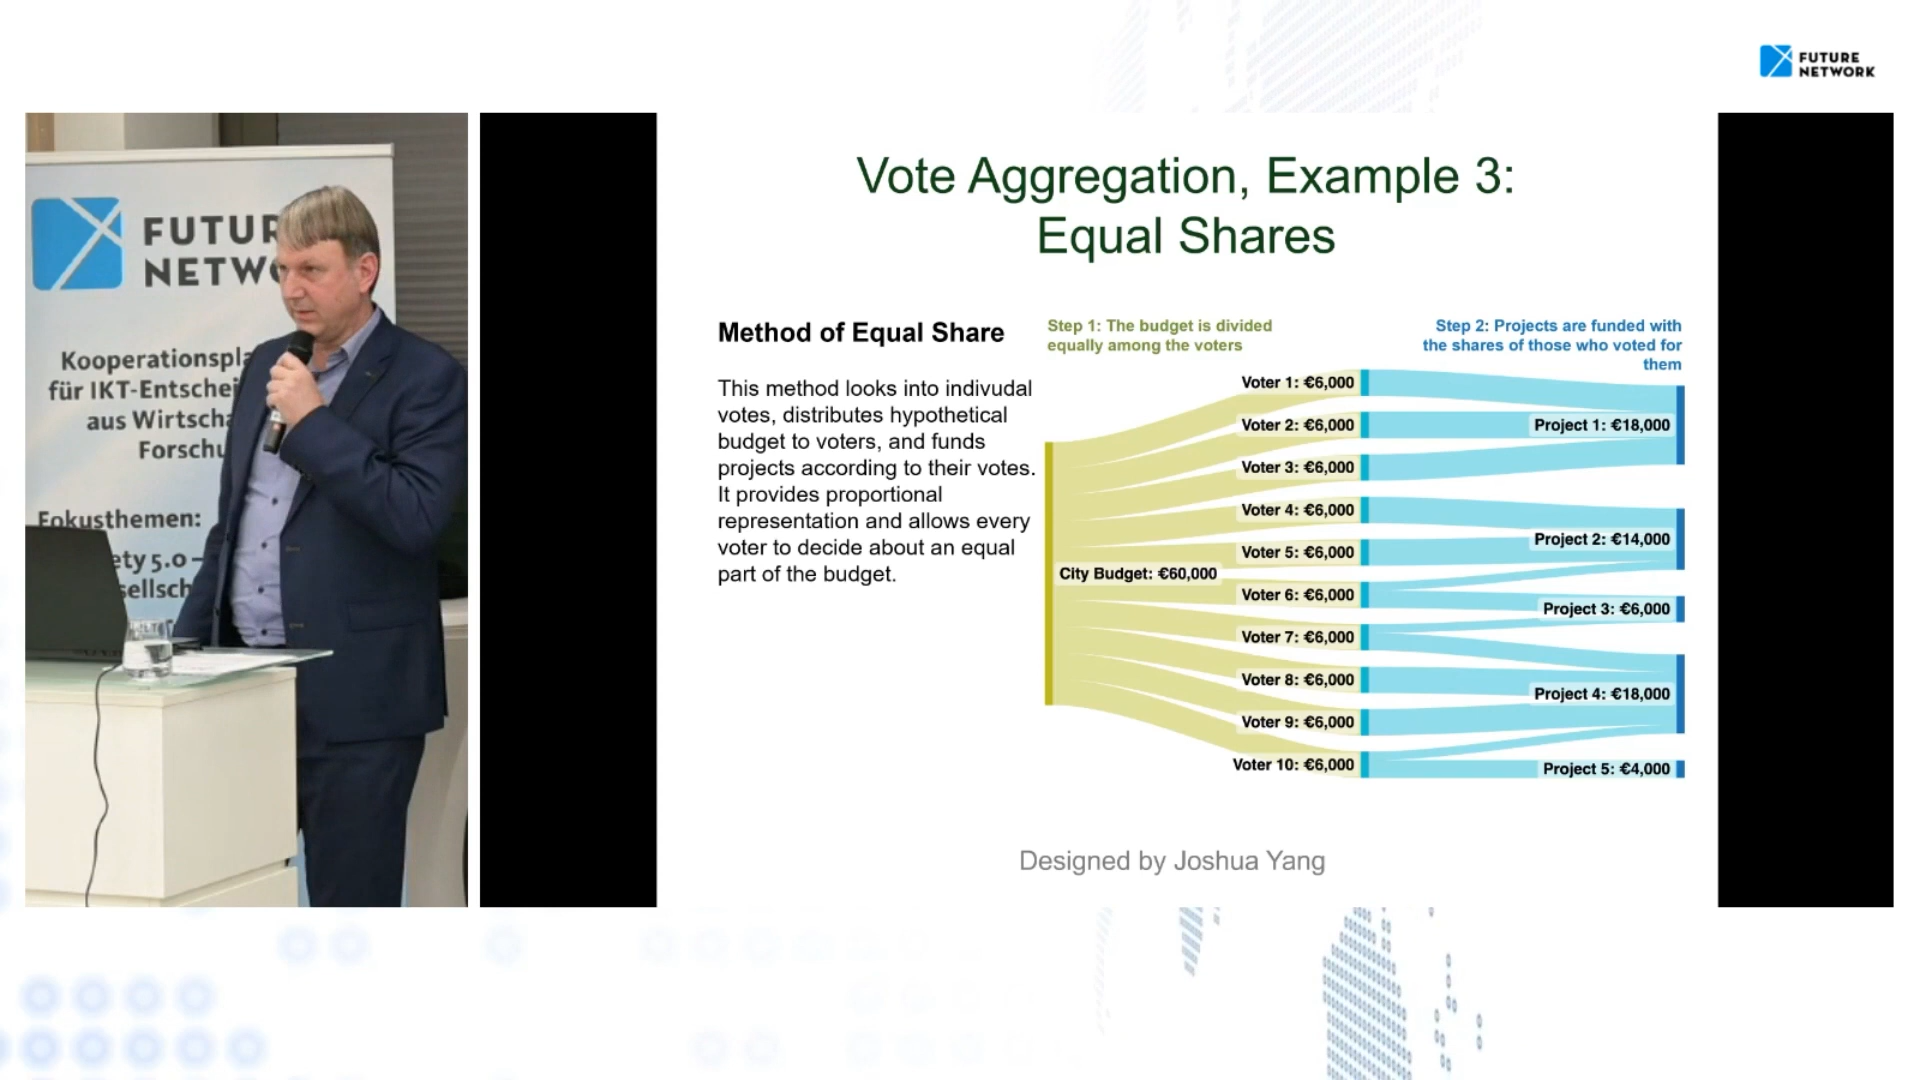 FUTURE
NETWORK
FUTUR
NETW
Kooperationspla
für IKT-Entschei
aus Wirtscha
Forschu
Fokusthemen:
ety 5.0 –
sellsch
Vote Aggregation, Example 3:
Equal Shares
Method of Equal Share
This method looks into indivudal
votes, distributes hypothetical
budget to voters, and funds
projects according to their votes.
It provides proportional
representation and allows every
voter to decide about an equal
part of the budget.
Step 1: The budget is divided
equally among the voters
Step 2: Projects are funded with
the shares of those who voted for
them
City Budget: €60,000
Voter 1: €6,000
Voter 2: €6,000
Voter 3: €6,000
Voter 4: €6,000
Voter 5: €6,000
Voter 6: €6,000
Voter 7: €6,000
Voter 8: €6,000
Voter 9: €6,000
Voter 10: €6,000
Project 1: €18,000
Project 2: €14,000
Project 3: €6,000
Project 4: €18,000
Project 5: €4,000
Designed by Joshua Yang